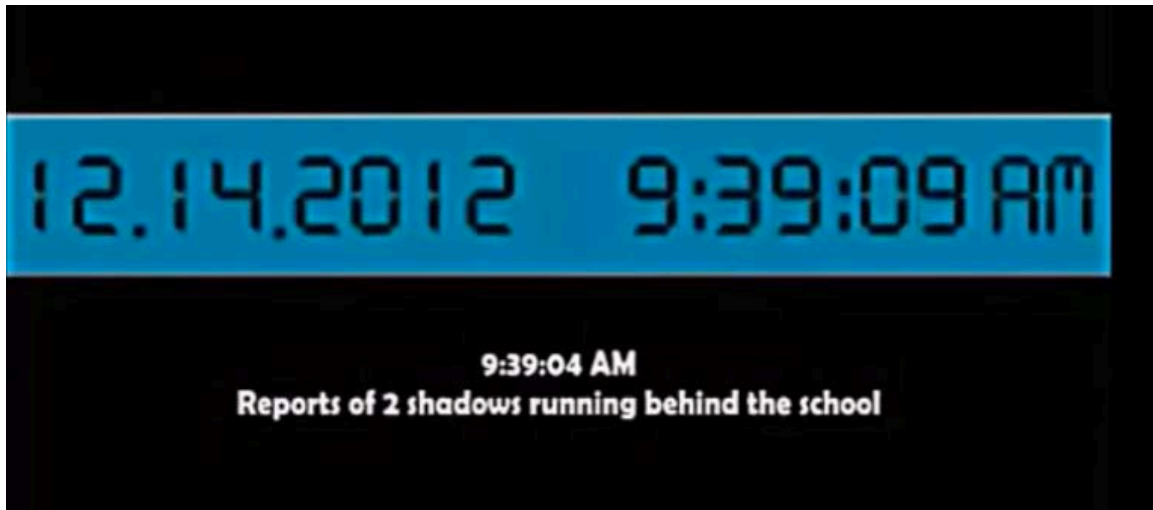 12.14.2012 9:39:09 AM
9:39:04 AM
Reports of 2 shadows running behind the school